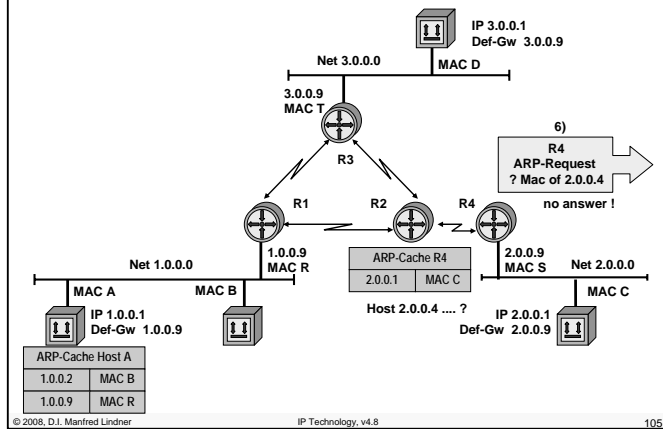 IP 3.0.0.1
Def-Gw 3.0.0.9
Net 3.0.0.0
MAC D
3.0.0.9
MAC T
R3
6)
R4
ARP-Request
? Mac of 2.0.0.4
no answer !
R1
R2
R4
1.0.0.9
MAC R
ARP-Cache R4
2.0.0.1 MAC C
2.0.0.9
MAC S
Net 2.0.0.0
Net 1.0.0.0
MAC A
MAC B
MAC C
Host 2.0.0.4 .... ?
IP 1.0.0.1
Def-Gw 1.0.0.9
IP 2.0.0.1
Def-Gw 2.0.0.9
ARP-Cache Host A
1.0.0.2 MAC B
1.0.0.9 MAC R
© 2008, D.I. Manfred Lindner
IP Technology, v4.8
105